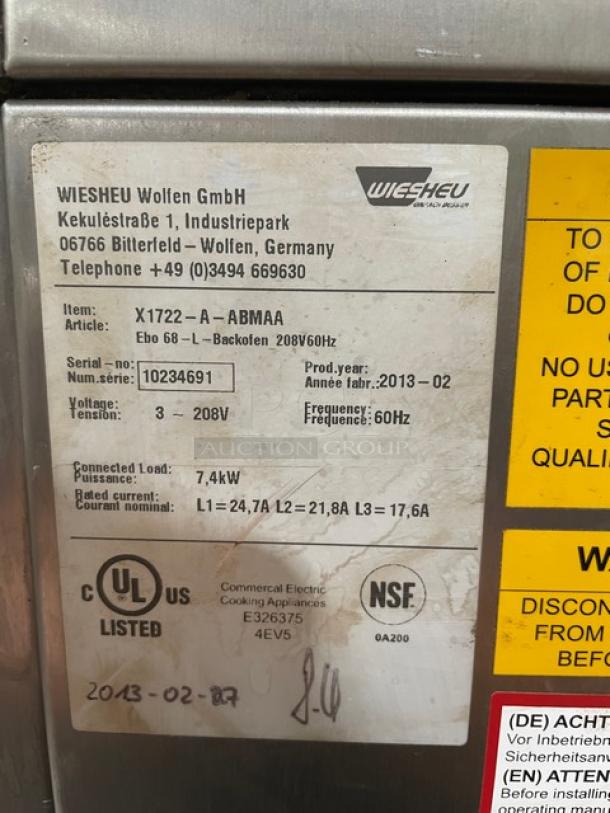 WIESHEU Wolfen GmbH
Kekuléstraße 1, Industriepark
06766 Bitterfeld – Wolfen, Germany
Telephone +49 (0)3494 669630
WIESHEU
EINFACH BESSER
Item:
Article:
X1722-A-ABMAA
Ebo 68-L-Backofen 208V60Hz
Serial-no:
Num.série:
10234691
Prod.year:
Année fabr.:
2013-02
Voltage:
Tension:
3 ~ 208V
Frequency:
Fréquence:
60Hz
AUCTION GROUP
Connected Load:
Puissance:
7,4kW
Rated current:
Courant nominal:
L1=24,7A L2=21,8A L3=17,6A
C UL US
LISTED
Commercal Electric
Cooking Appliances
E326375
4EV5
NSF
0A200
2013-02-27
TO
OF
DO
NO US
PART
S
QUALI
WA
DISCON
FROM
BEFO
(DE) ACHT
Vor Inbetriebn
Sicherheitsanv
(EN) ATTEN
Before installing
operating manu